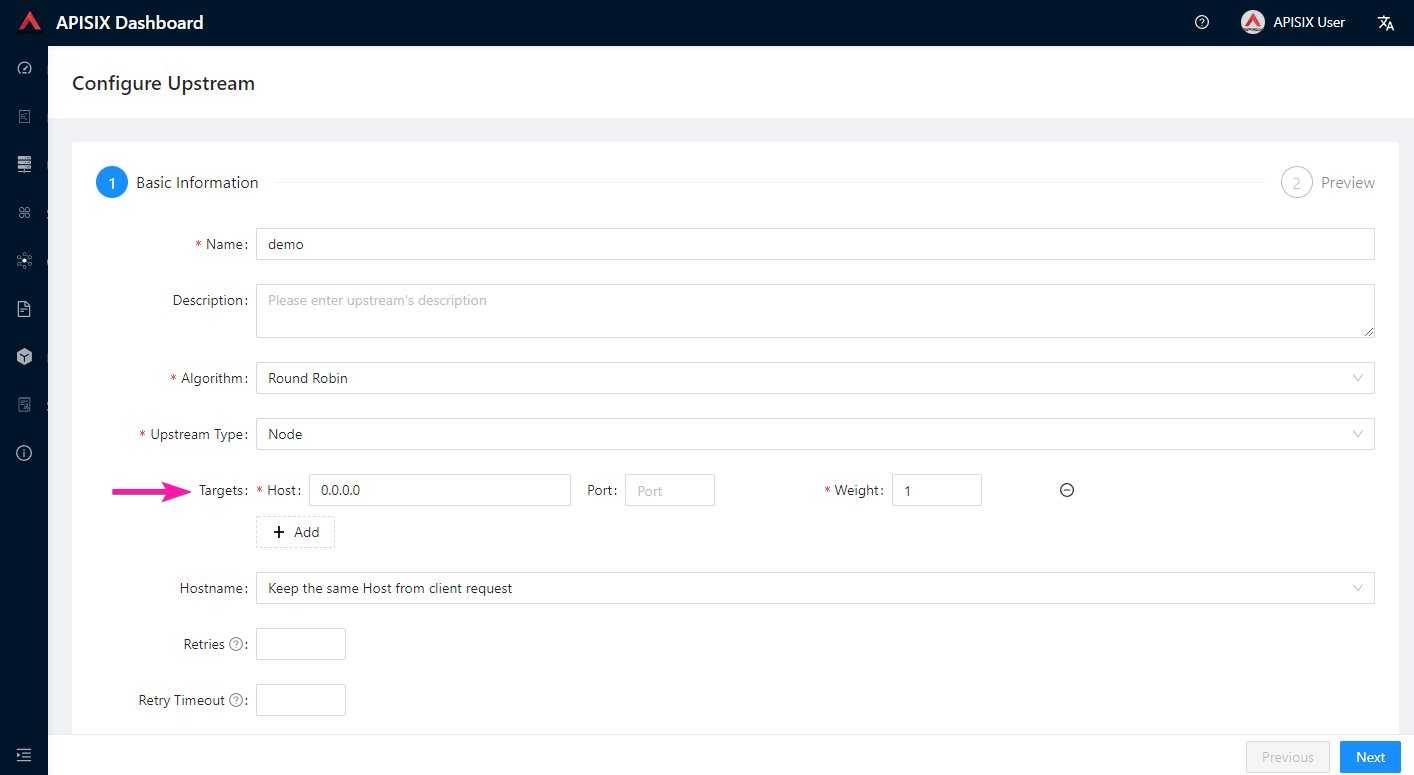 APISIX Dashboard
APISIX User
Configure Upstream
1 Basic Information
2 Preview
* Name: demo
Description: Please enter upstream's description
* Algorithm: Round Robin
* Upstream Type: Node
Targets: * Host: 0.0.0.0 Port: Port * Weight: 1
+ Add
Hostname: Keep the same Host from client request
Retries ? :
Retry Timeout ? :
Previous Next